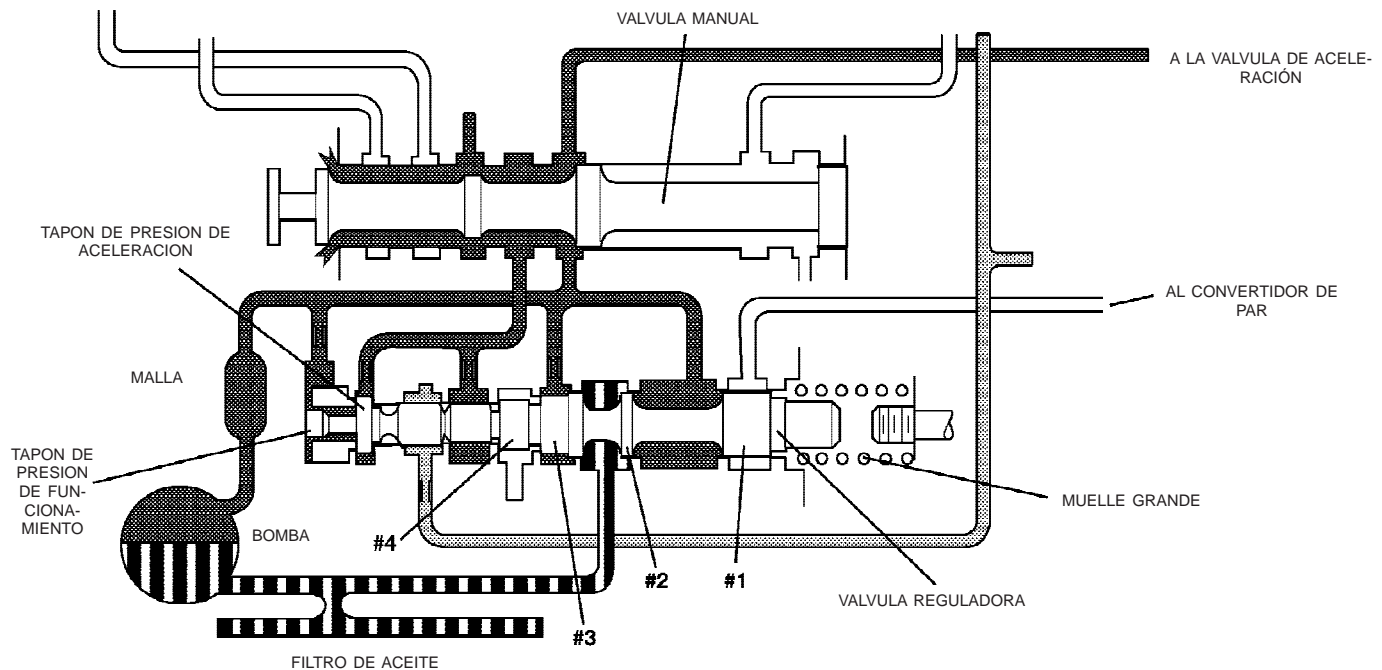 VALVULA MANUAL
A LA VALVULA DE ACELE-
RACIÓN
TAPON DE PRESION DE
ACELERACION
AL CONVERTIDOR DE
PAR
MALLA
TAPON DE
PRESION
DE FUN-
CIONA-
MIENTO
BOMBA
MUELLE GRANDE
#4
#2
#1
VALVULA REGULADORA
#3
FILTRO DE ACEITE